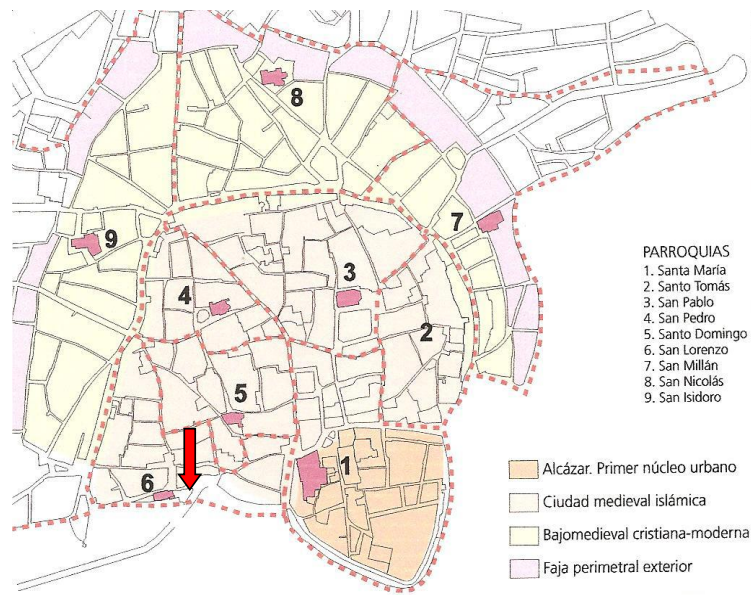 8
7
9
3
4
2
5
1
6
PARROQUIAS
1. Santa María
2. Santo Tomás
3. San Pablo
4. San Pedro
5. Santo Domingo
6. San Lorenzo
7. San Millán
8. San Nicolás
9. San Isidoro
Alcázar. Primer núcleo urbano
Ciudad medieval islámica
Bajomedieval cristiana-moderna
Faja perimetral exterior